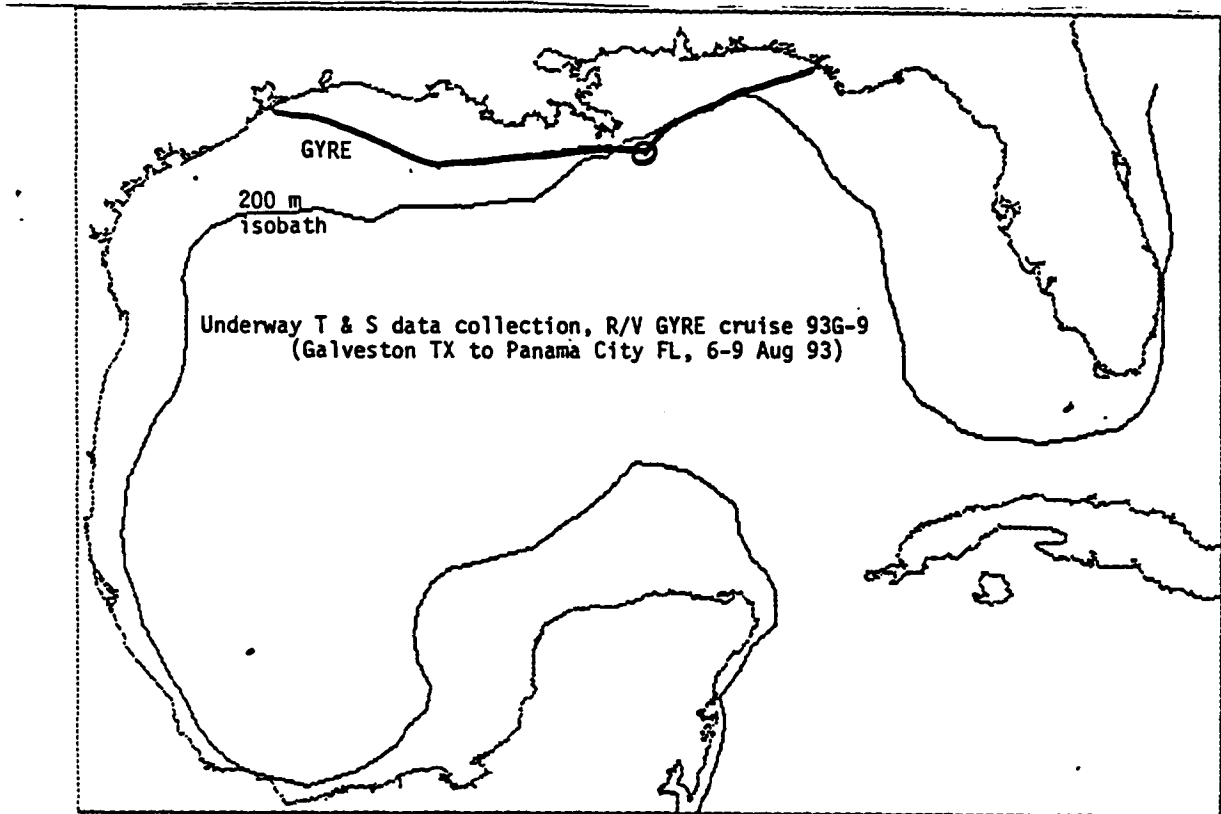 GYRE
200 m
isobath
Underway T & S data collection, R/V GYRE cruise 93G-9
(Galveston TX to Panama City FL, 6-9 Aug 93)